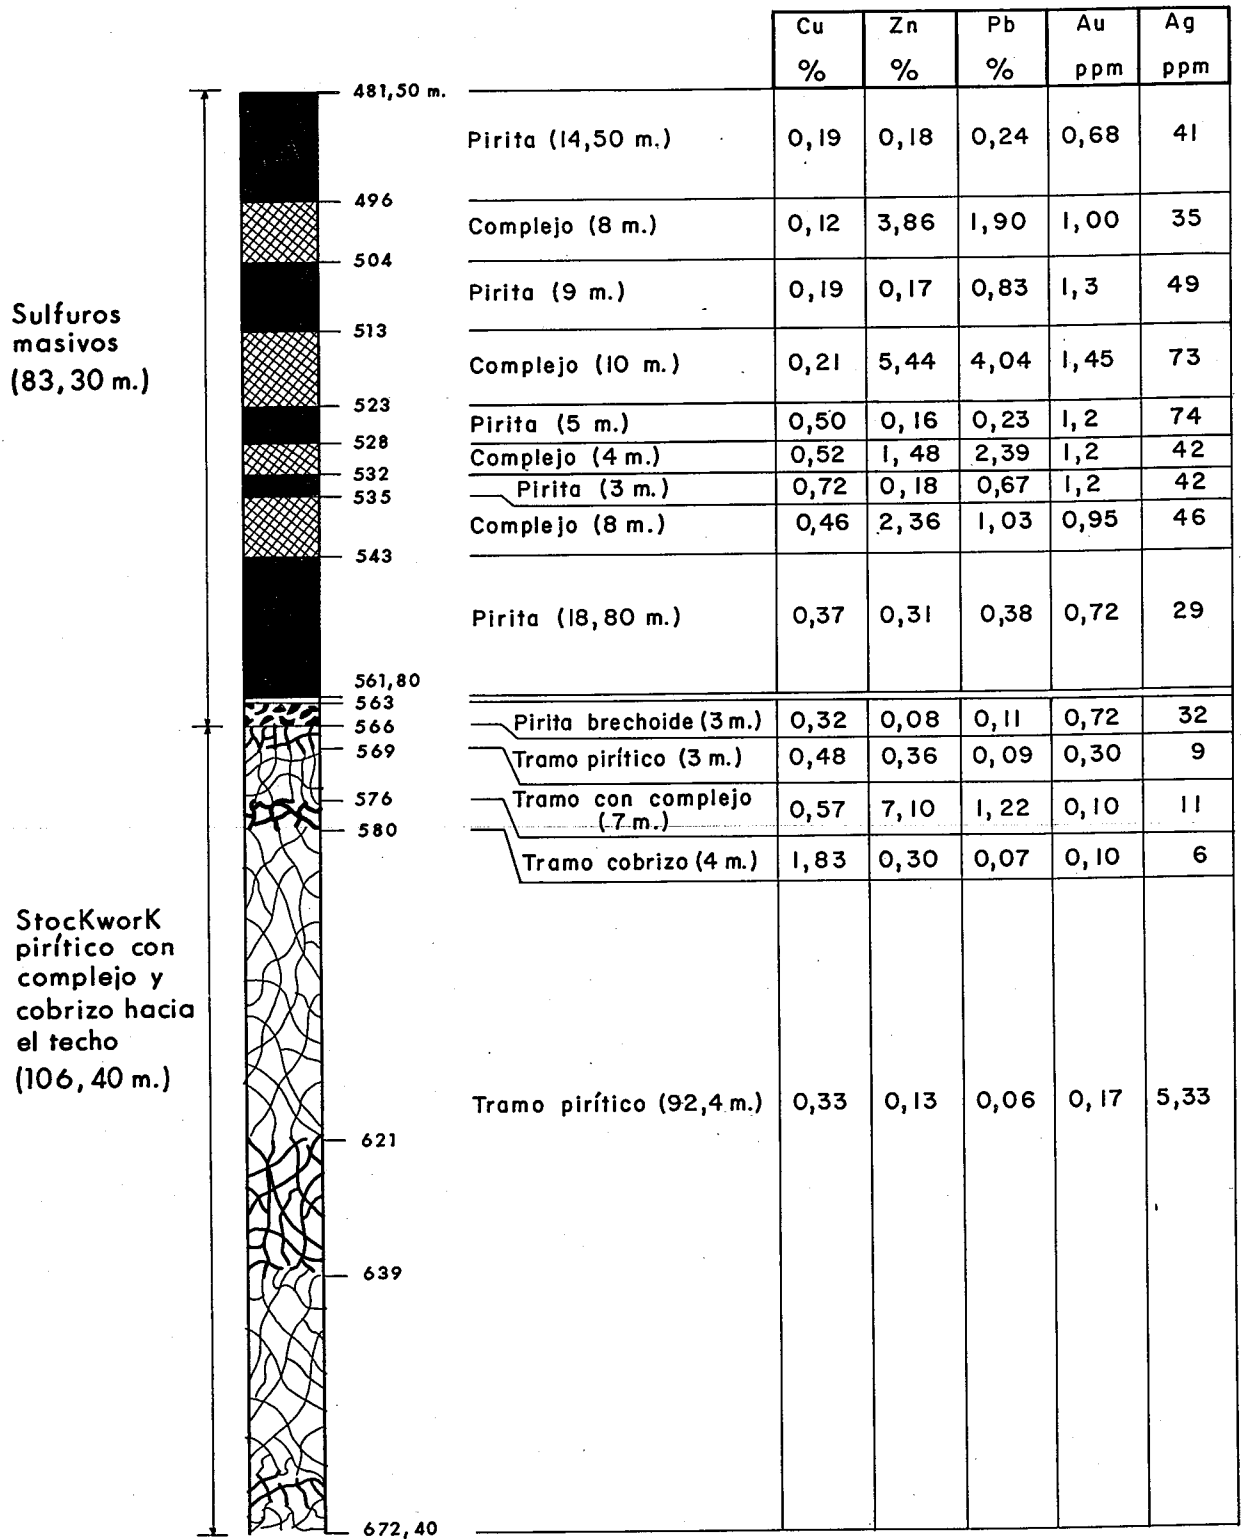 Cu Zn Pb Au Ag
% % % ppm ppm
481,50 m.
Pirita (14,50 m.) 0,19 0,18 0,24 0,68 41
496
Complejo (8 m.) 0,12 3,86 1,90 1,00 35
504
Pirita (9 m.) 0,19 0,17 0,83 1,3 49
513
Complejo (10 m.) 0,21 5,44 4,04 1,45 73
523
Pirita (5 m.) 0,50 0,16 0,23 1,2 74
528
Complejo (4 m.) 0,52 1,48 2,39 1,2 42
532
Pirita (3 m.) 0,72 0,18 0,67 1,2 42
535
Complejo (8 m.) 0,46 2,36 1,03 0,95 46
543
Pirita (18,80 m.) 0,37 0,31 0,38 0,72 29
561,80
563
Pirita brechoide (3 m.) 0,32 0,08 0,11 0,72 32
566
Tramo pirítico (3 m.) 0,48 0,36 0,09 0,30 9
569
Tramo con complejo
(7 m.) 0,57 7,10 1,22 0,10 11
576
Tramo cobrizo (4 m.) 1,83 0,30 0,07 0,10 6
580
Tramo pirítico (92,4 m.) 0,33 0,13 0,06 0,17 5,33
621
639
672,40
Sulfuros
masivos
(83,30 m.)
StocKworK
pirítico con
complejo y
cobrizo hacia
el techo
(106,40 m.)